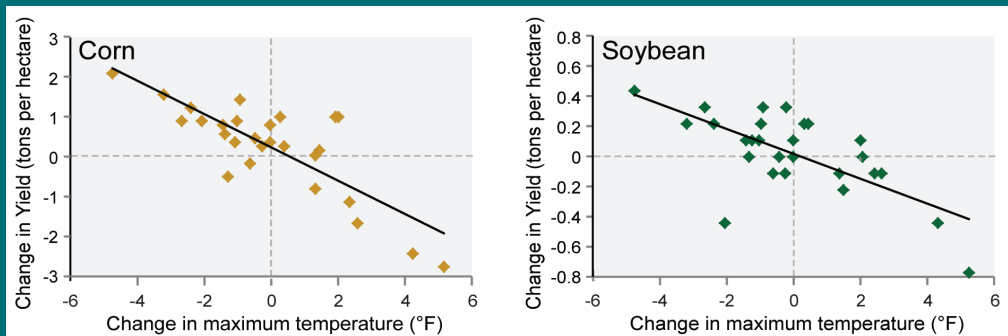 Corn
Change in Yield (tons per hectare)
3
2
1
0
-1
-2
-3
-6 -4 -2 0 2 4 6
Change in maximum temperature (°F)
Soybean
Change in Yield (tons per hectare)
0.8
0.6
0.4
0.2
0
-0.2
-0.4
-0.6
-0.8
-6 -4 -2 0 2 4 6
Change in maximum temperature (°F)